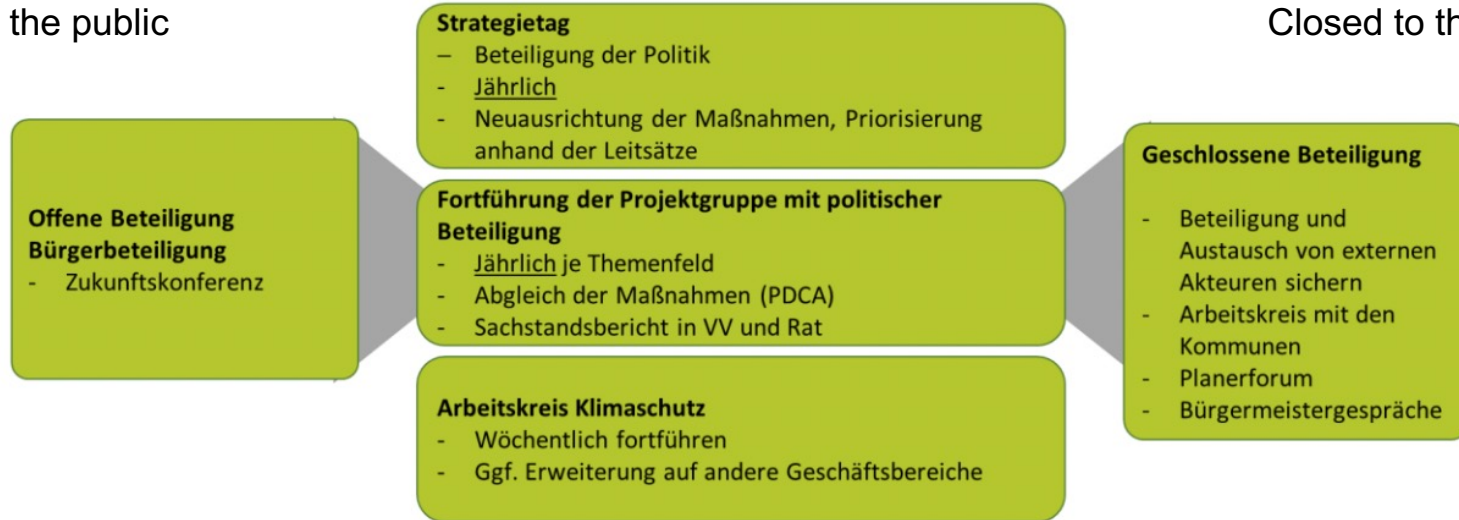 the public
Closed to th
Offene Beteiligung
Bürgerbeteiligung
- Zukunftskonferenz
Strategietag
– Beteiligung der Politik
- Jährlich
- Neuausrichtung der Maßnahmen, Priorisierung
anhand der Leitsätze
Fortführung der Projektgruppe mit politischer
Beteiligung
- Jährlich je Themenfeld
- Abgleich der Maßnahmen (PDCA)
- Sachstandsbericht in VV und Rat
Arbeitskreis Klimaschutz
- Wöchentlich fortführen
- Ggf. Erweiterung auf andere Geschäftsbereiche
Geschlossene Beteiligung
- Beteiligung und
Austausch von externen
Akteuren sichern
- Arbeitskreis mit den
Kommunen
- Planerforum
- Bürgermeistergespräche